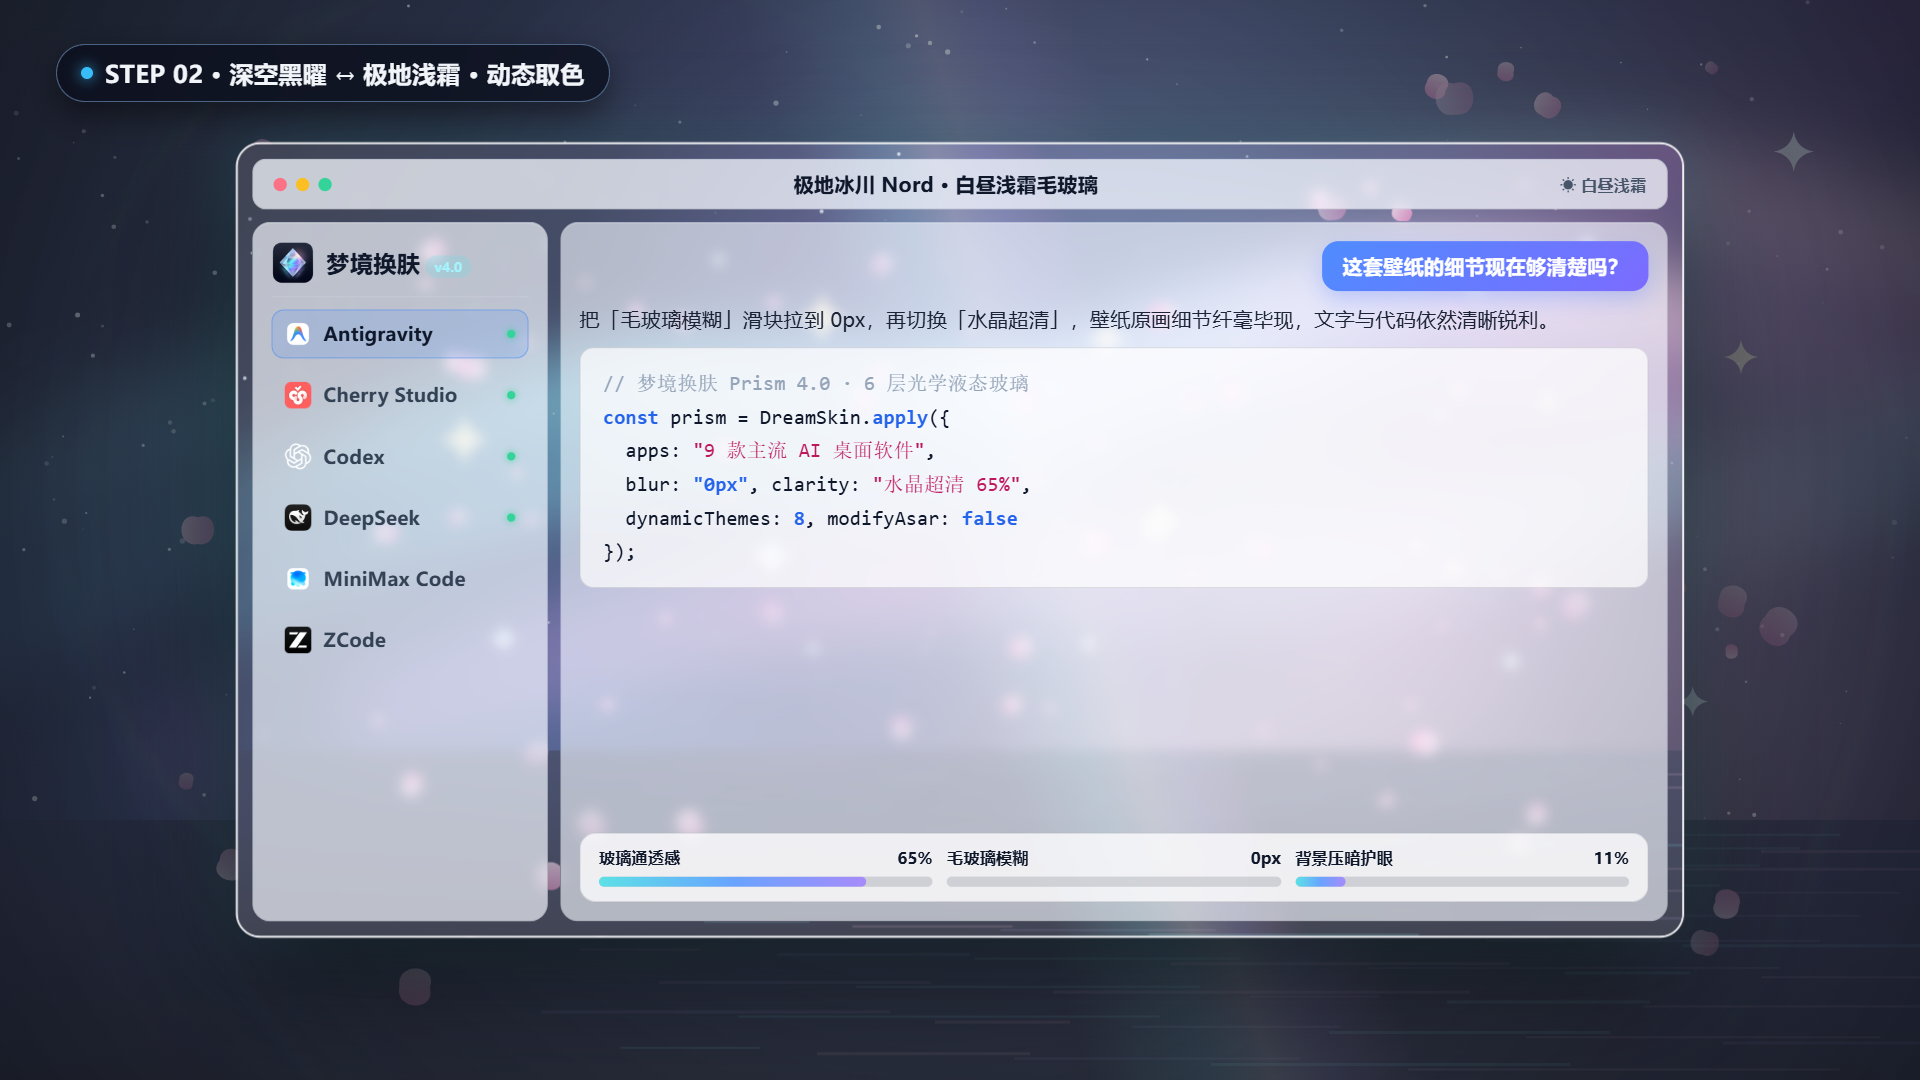 STEP 02 • 深空黑曜 ↔ 极地浅霜 • 动态取色
极地冰川 Nord • 白昼浅霜毛玻璃
☀ 白昼浅霜
梦境换肤 v4.0
Antigravity
Cherry Studio
Codex
DeepSeek
MiniMax Code
ZCode
这套壁纸的细节现在够清楚吗？
把「毛玻璃模糊」滑块拉到 0px，再切换「水晶超清」，壁纸原画细节纤毫毕现，文字与代码依然清晰锐利。
// 梦境换肤 Prism 4.0 · 6 层光学液态玻璃
const prism = DreamSkin.apply({
  apps: "9 款主流 AI 桌面软件",
  blur: "0px", clarity: "水晶超清 65%",
  dynamicThemes: 8, modifyAsar: false
});
玻璃通透感 65% 毛玻璃模糊 0px 背景压暗护眼 11%